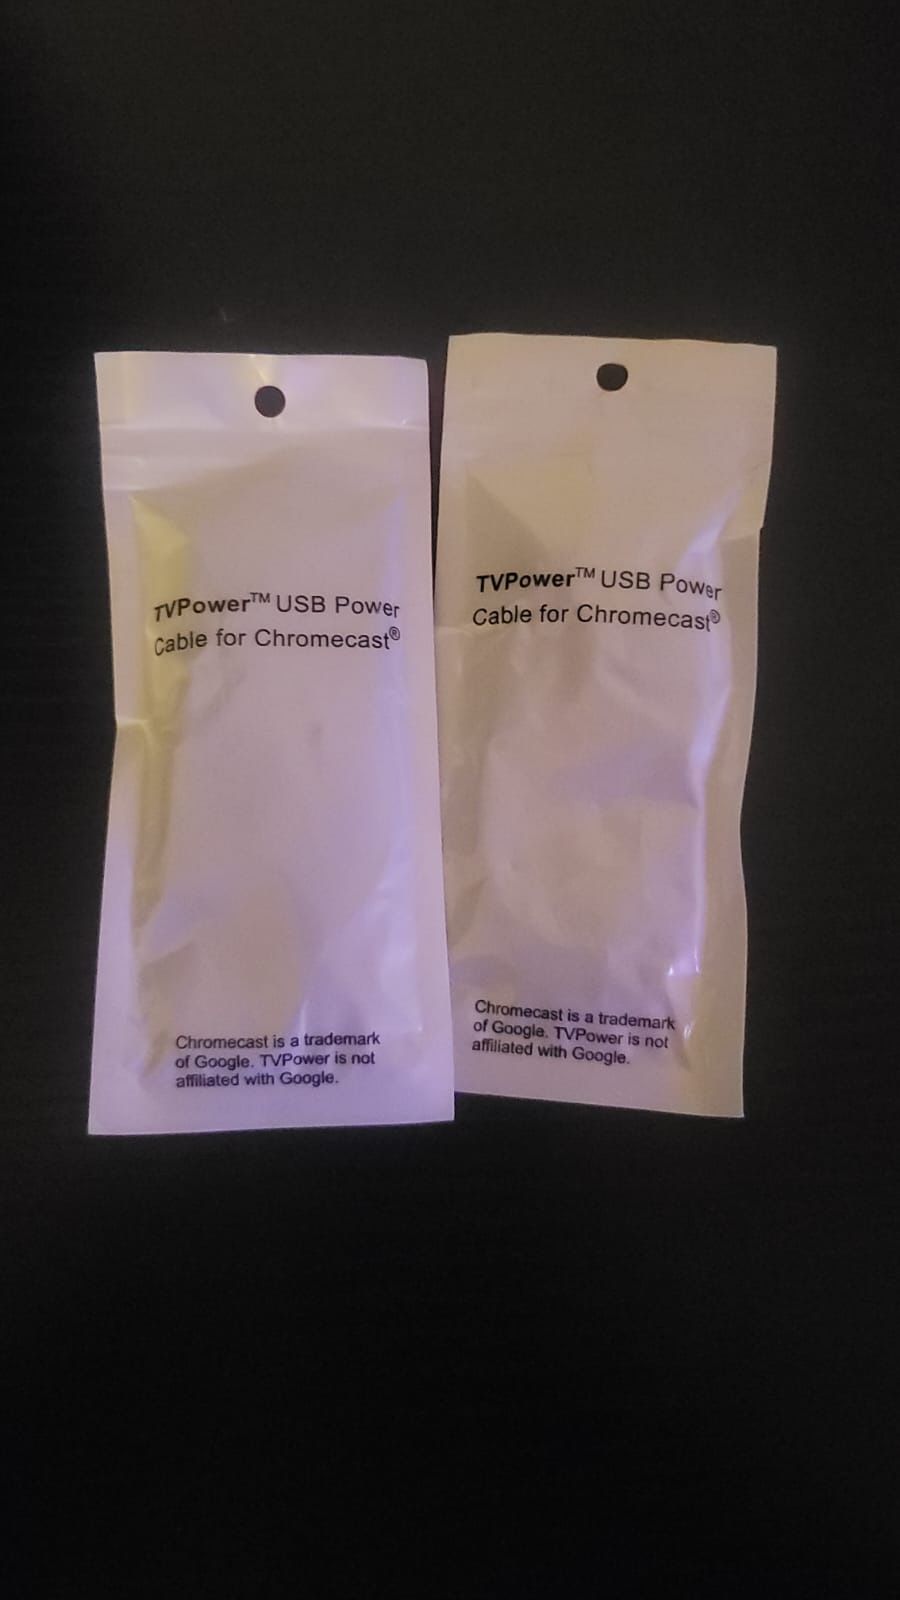 TVPower™ USB Power
Cable for Chromecast®
Chromecast is a trademark
of Google. TVPower is not
affiliated with Google.
TVPower™ USB Power
Cable for Chromecast®
Chromecast is a trademark
of Google. TVPower is not
affiliated with Google.